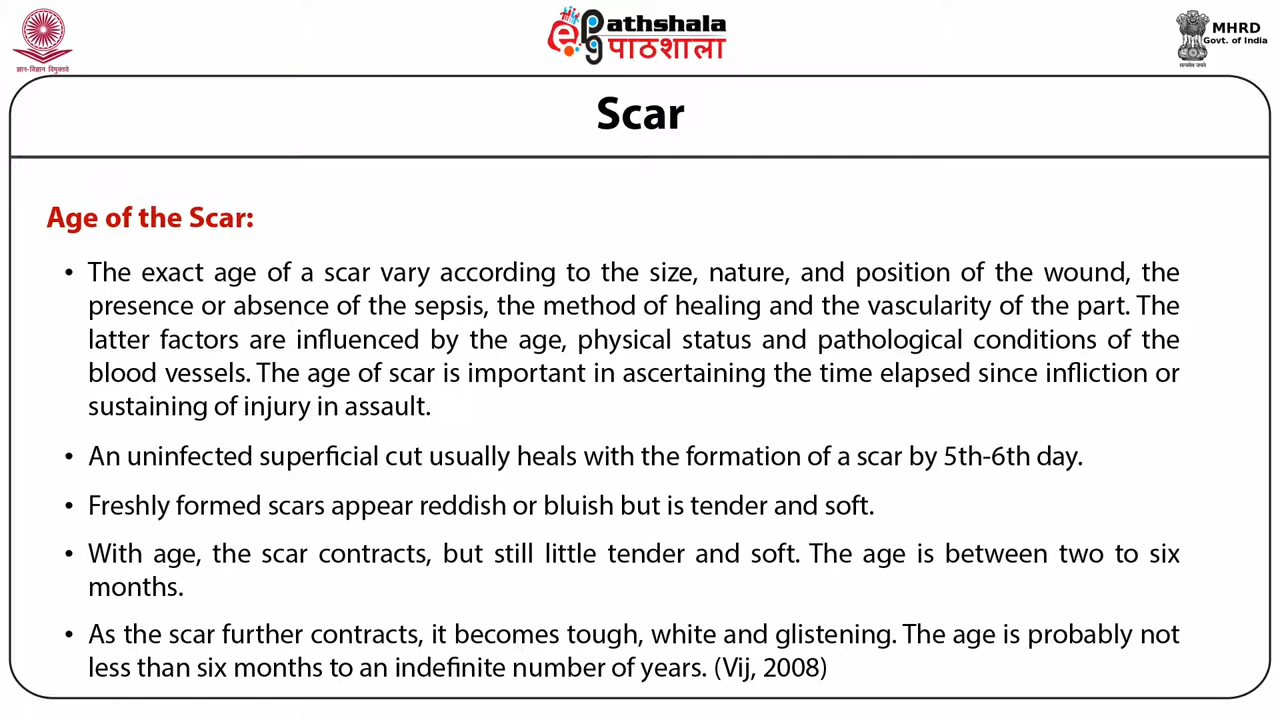 ज्ञान-विज्ञान विमुक्तये
ePathshala
पाठशाला
MHRD
Govt. of India
सत्यमेव जयते
Scar
Age of the Scar:
• The exact age of a scar vary according to the size, nature, and position of the wound, the
presence or absence of the sepsis, the method of healing and the vascularity of the part. The
latter factors are influenced by the age, physical status and pathological conditions of the
blood vessels. The age of scar is important in ascertaining the time elapsed since infliction or
sustaining of injury in assault.
• An uninfected superficial cut usually heals with the formation of a scar by 5th-6th day.
• Freshly formed scars appear reddish or bluish but is tender and soft.
• With age, the scar contracts, but still little tender and soft. The age is between two to six
months.
• As the scar further contracts, it becomes tough, white and glistening. The age is probably not
less than six months to an indefinite number of years. (Vij, 2008)